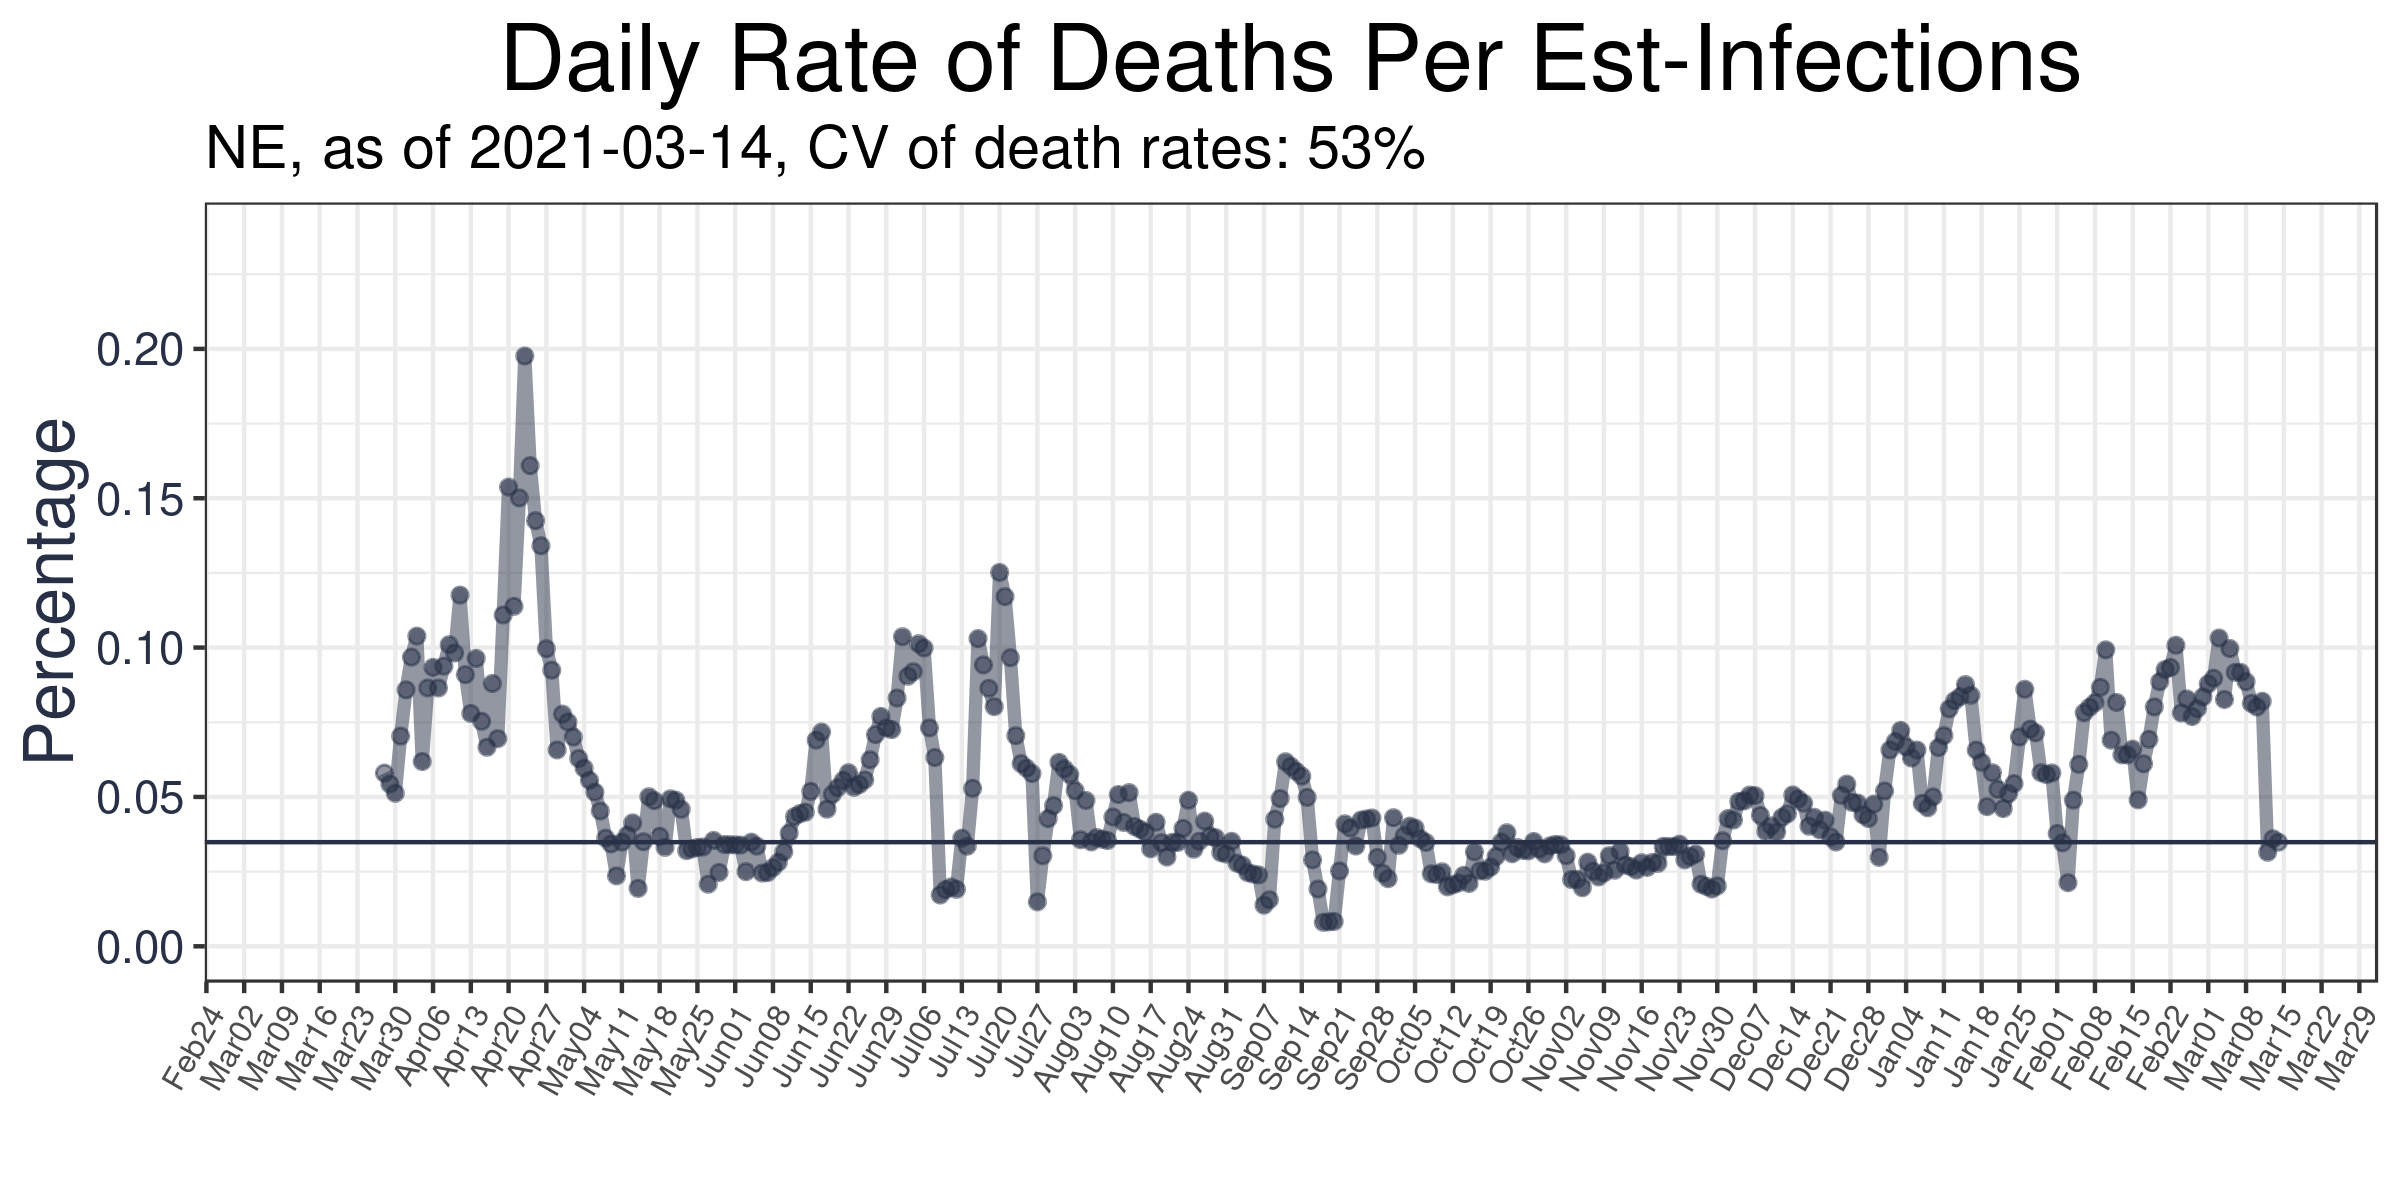 Daily Rate of Deaths Per Est-Infections
NE, as of 2021-03-14, CV of death rates: 53%
Percentage
0.20
0.15
0.10
0.05
0.00
Feb24
Mar02
Mar09
Mar16
Mar23
Mar30
Apr06
Apr13
Apr20
Apr27
May04
May11
May18
May25
Jun01
Jun08
Jun15
Jun22
Jun29
Jul06
Jul13
Jul20
Jul27
Aug03
Aug10
Aug17
Aug24
Aug31
Sep07
Sep14
Sep21
Sep28
Oct05
Oct12
Oct19
Oct26
Nov02
Nov09
Nov16
Nov23
Nov30
Dec07
Dec14
Dec21
Dec28
Jan04
Jan11
Jan18
Jan25
Feb01
Feb08
Feb15
Feb22
Mar01
Mar08
Mar15
Mar22
Mar29